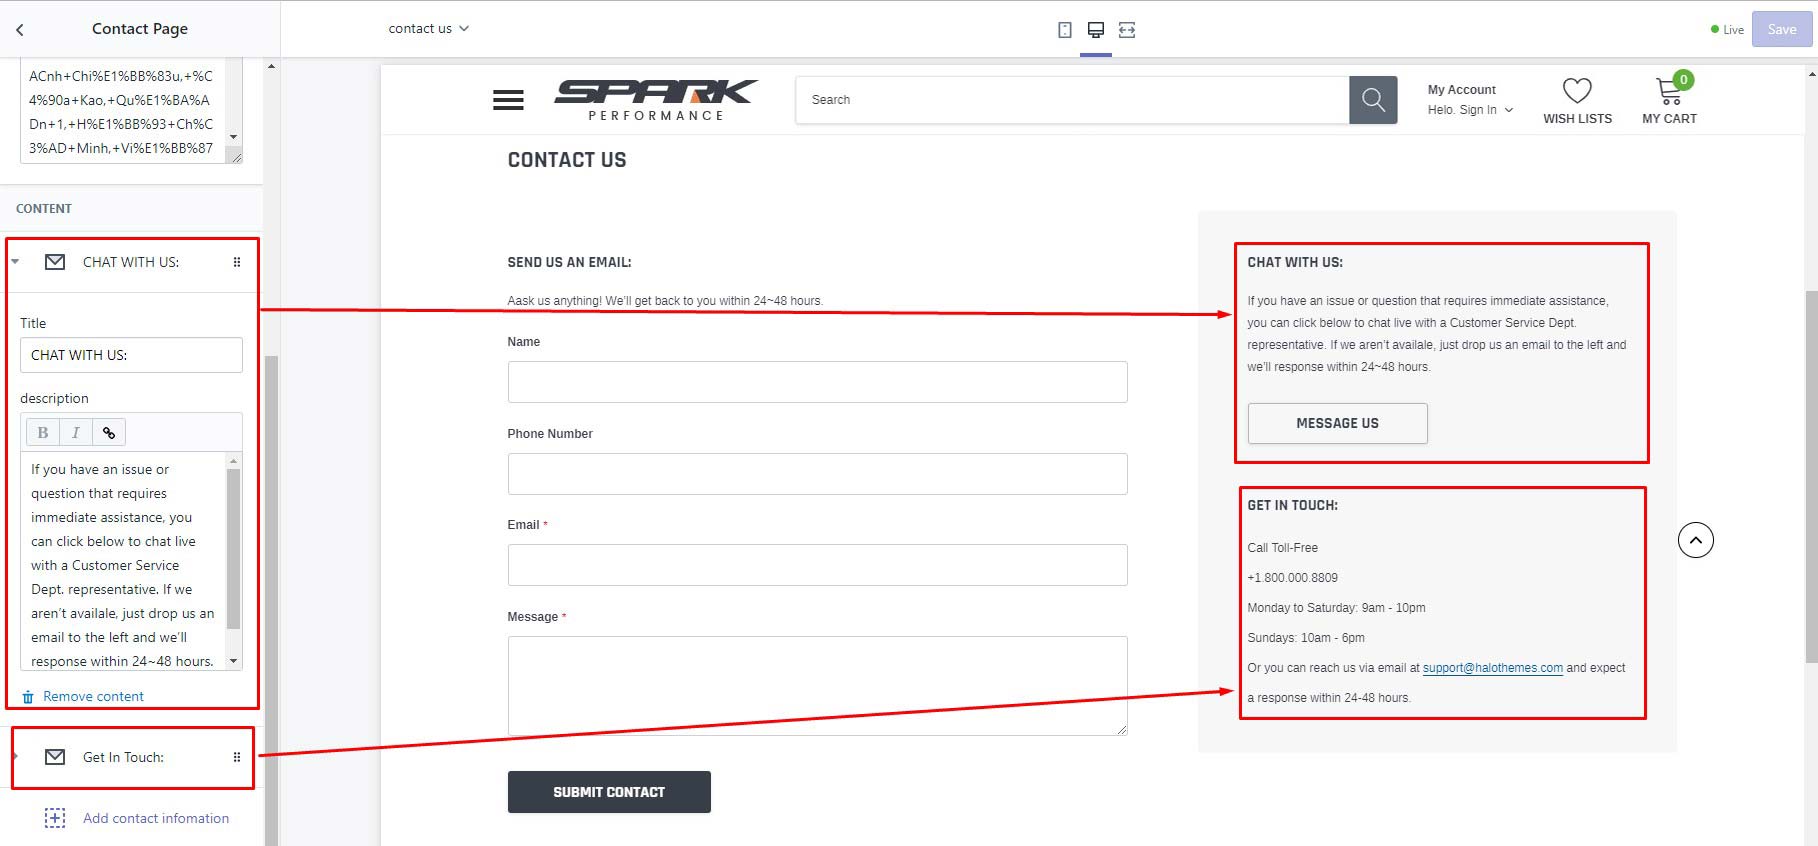 Contact Page
contact us
Live
Save
ACnh+Chi%E1%BB%83u,+%C
4%90a+Kao,+Qu%E1%BA%A
Dn+1,+H%E1%BB%93+Ch%C
3%AD+Minh,+Vi%E1%BB%87
CONTENT
CHAT WITH US:
Title
CHAT WITH US:
description
B I
If you have an issue or
question that requires
immediate assistance, you
can click below to chat live
with a Customer Service
Dept. representative. If we
aren’t availale, just drop us an
email to the left and we’ll
response within 24~48 hours.
Remove content
Get In Touch:
Add contact infomation
SPARK
PERFORMANCE
Search
My Account
Helo. Sign In
WISH LISTS
0
MY CART
CONTACT US
SEND US AN EMAIL:
Aask us anything! We’ll get back to you within 24~48 hours.
Name
Phone Number
Email *
Message *
SUBMIT CONTACT
CHAT WITH US:
If you have an issue or question that requires immediate assistance,
you can click below to chat live with a Customer Service Dept.
representative. If we aren’t availale, just drop us an email to the left and
we’ll response within 24~48 hours.
MESSAGE US
GET IN TOUCH:
Call Toll-Free
+1.800.000.8809
Monday to Saturday: 9am - 10pm
Sundays: 10am - 6pm
Or you can reach us via email at support@halothemes.com and expect
a response within 24-48 hours.